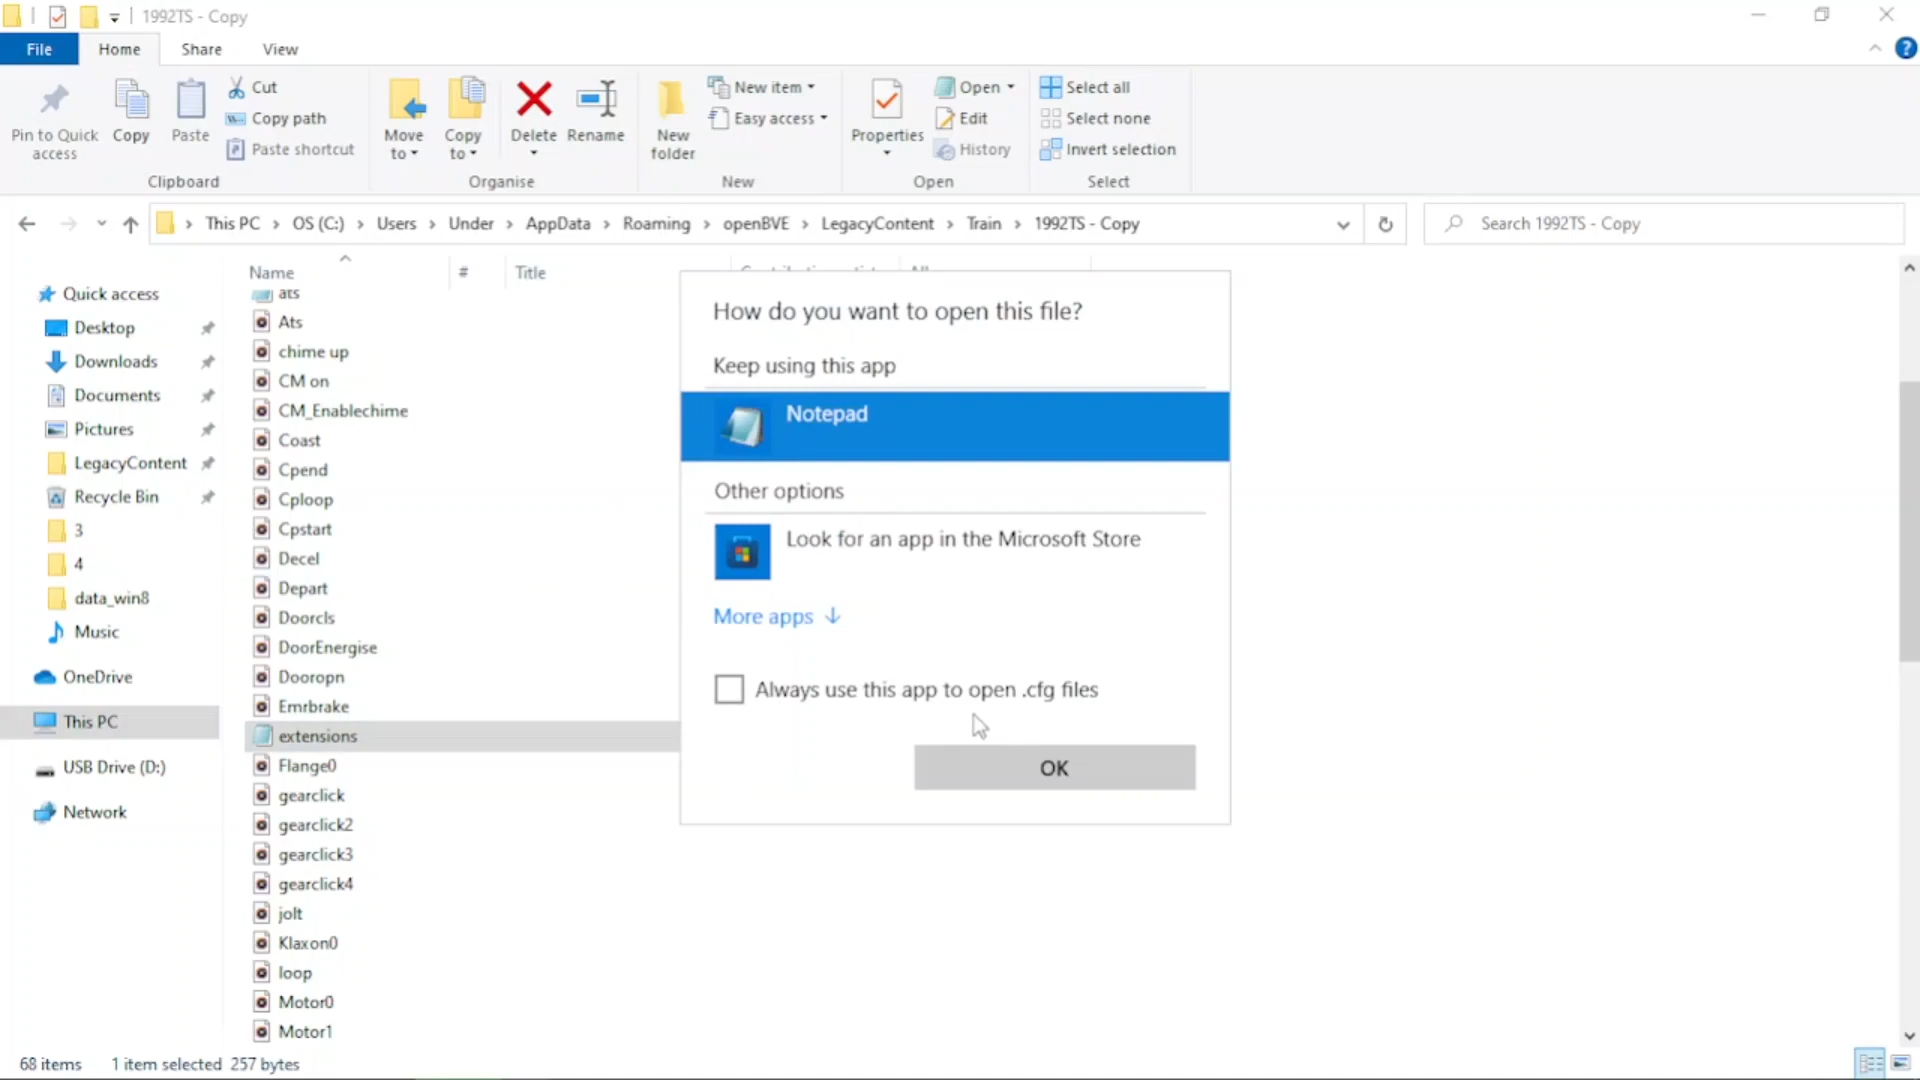 1992TS - Copy
File Home Share View
Pin to Quick access
Copy
Paste
Cut
Copy path
Paste shortcut
Clipboard
Move to
Copy to
Delete
Rename
Organise
New folder
New item
Easy access
New
Properties
Open
Edit
History
Open
Select all
Select none
Invert selection
Select
This PC > OS (C:) > Users > Under > AppData > Roaming > openBVE > LegacyContent > Train > 1992TS - Copy
Search 1992TS - Copy
Name # Title
Quick access
Desktop
Downloads
Documents
Pictures
LegacyContent
Recycle Bin
3
4
data_win8
Music
OneDrive
This PC
USB Drive (D:)
Network
ats
Ats
chime up
CM on
CM_Enablechime
Coast
Cpend
Cploop
Cpstart
Decel
Depart
Doorcls
DoorEnergise
Dooropn
Emrbrake
extensions
Flange0
gearclick
gearclick2
gearclick3
gearclick4
jolt
Klaxon0
loop
Motor0
Motor1
How do you want to open this file?
Keep using this app
Notepad
Other options
Look for an app in the Microsoft Store
More apps ↓
Always use this app to open .cfg files
OK
68 items 1 item selected 257 bytes